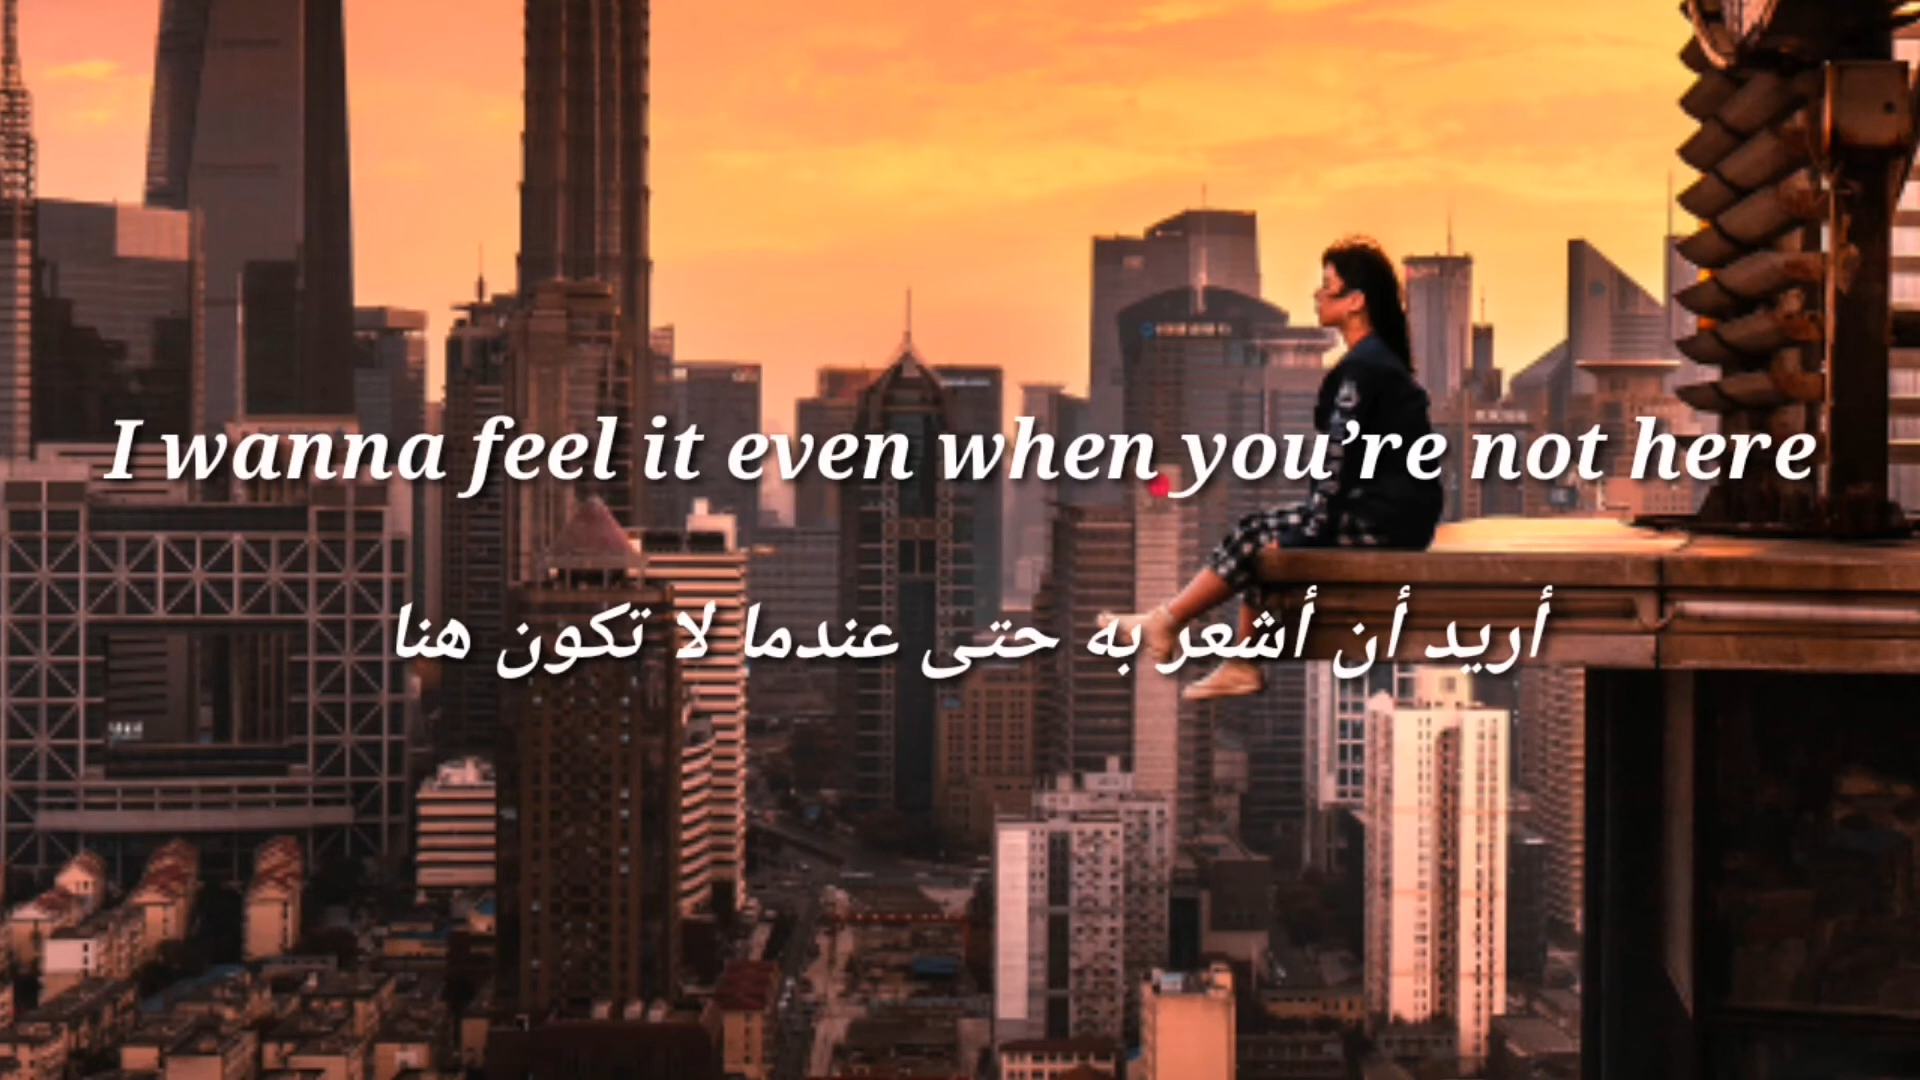 I wanna feel it even when you’re not here
أريد أن أشعر به حتى عندما لا تكون هنا